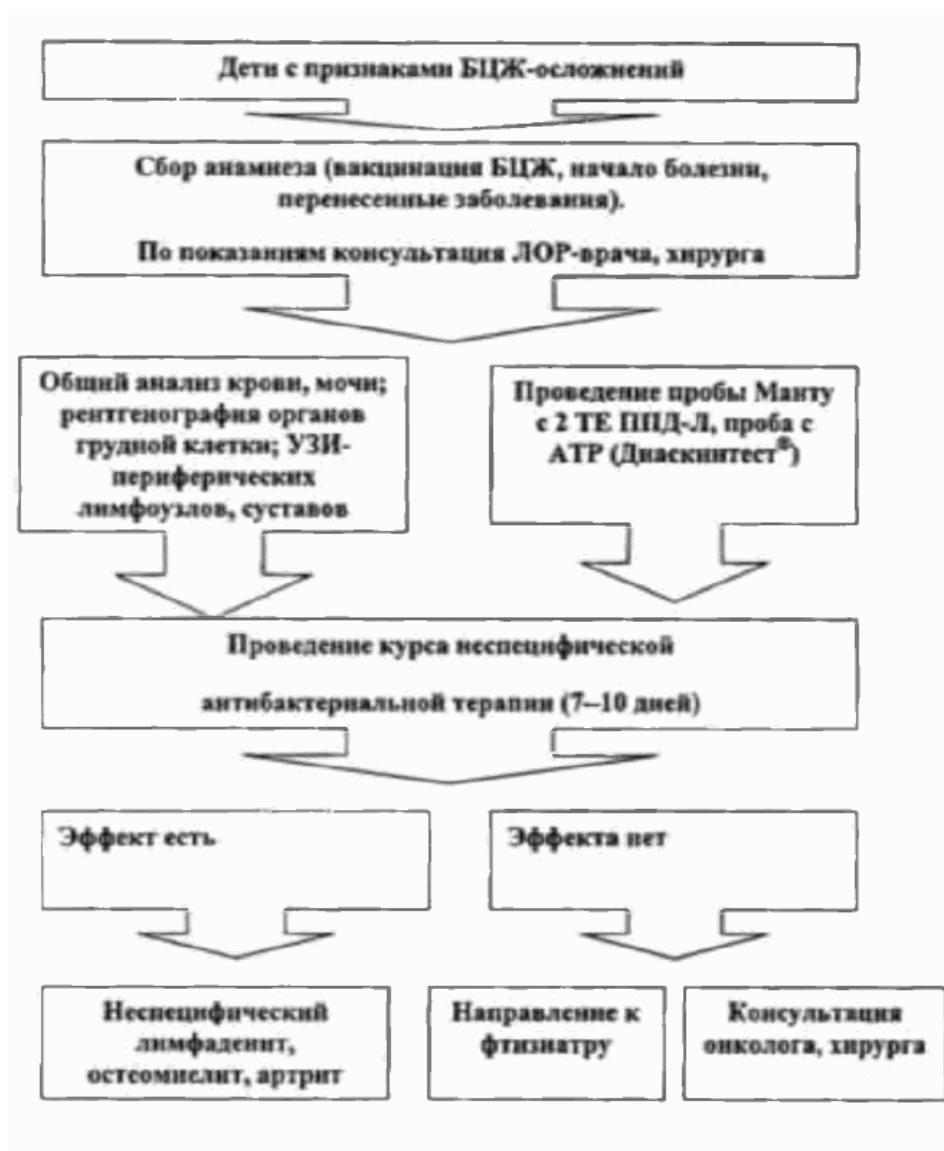 Дети с признаками БЦЖ-осложнений
Сбор анамнеза (вакцинация БЦЖ, начало болезни,
перенесенные заболевания).
По показаниям консультация ЛОР-врача, хирурга
Общий анализ крови, мочи;
рентгенография органов
грудной клетки; УЗИ-
периферических
лимфоузлов, суставов
Проведение пробы Манту
с 2 ТЕ ППД-Л, проба с
АТР (Диаскинтест®)
Проведение курса неспецифической
антибактериальной терапии (7–10 дней)
Эффект есть
Эффекта нет
Неспецифический
лимфаденит,
остеомиелит, артрит
Направление к
фтизиатру
Консультация
онколога, хирурга